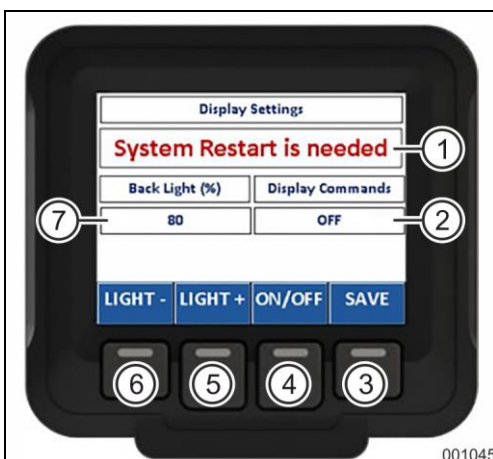 Display Settings
System Restart is needed
1
Back Light (%) Display Commands
7 80 OFF 2
LIGHT - LIGHT + ON/OFF SAVE
6 5 4 3
001045